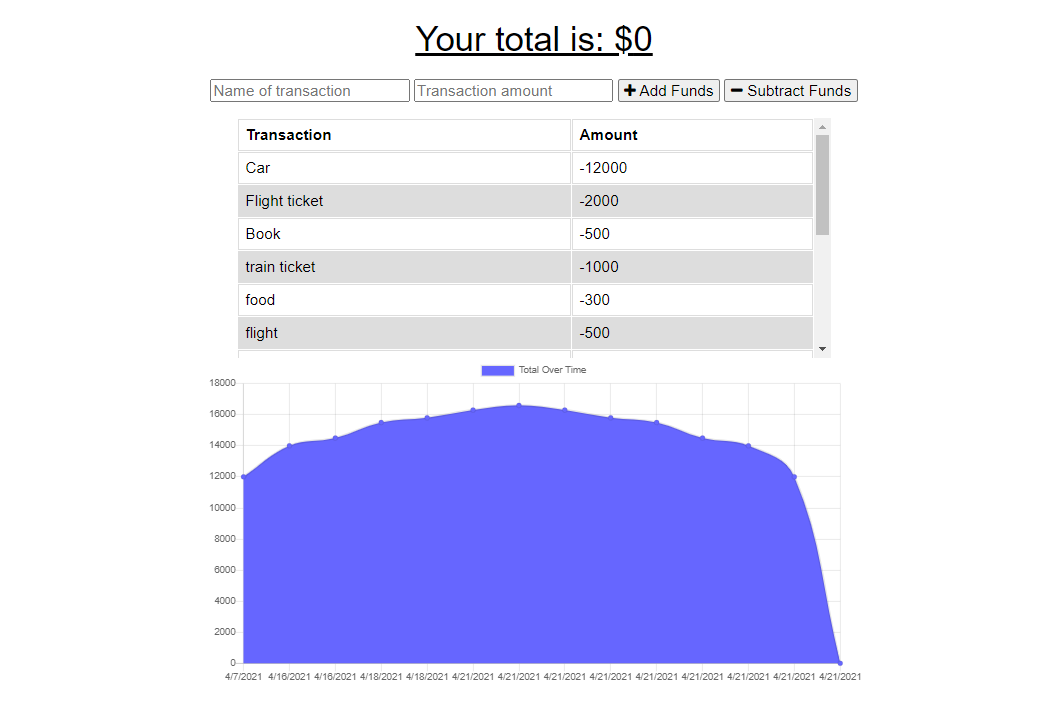 Your total is: $0
Name of transaction Transaction amount Add Funds Subtract Funds
Transaction Amount
Car -12000
Flight ticket -2000
Book -500
train ticket -1000
food -300
flight -500
Total Over Time
18000
16000
14000
12000
10000
8000
6000
4000
2000
0
4/7/2021 4/16/2021 4/16/2021 4/18/2021 4/18/2021 4/21/2021 4/21/2021 4/21/2021 4/21/2021 4/21/2021 4/21/2021 4/21/2021 4/21/2021 4/21/2021